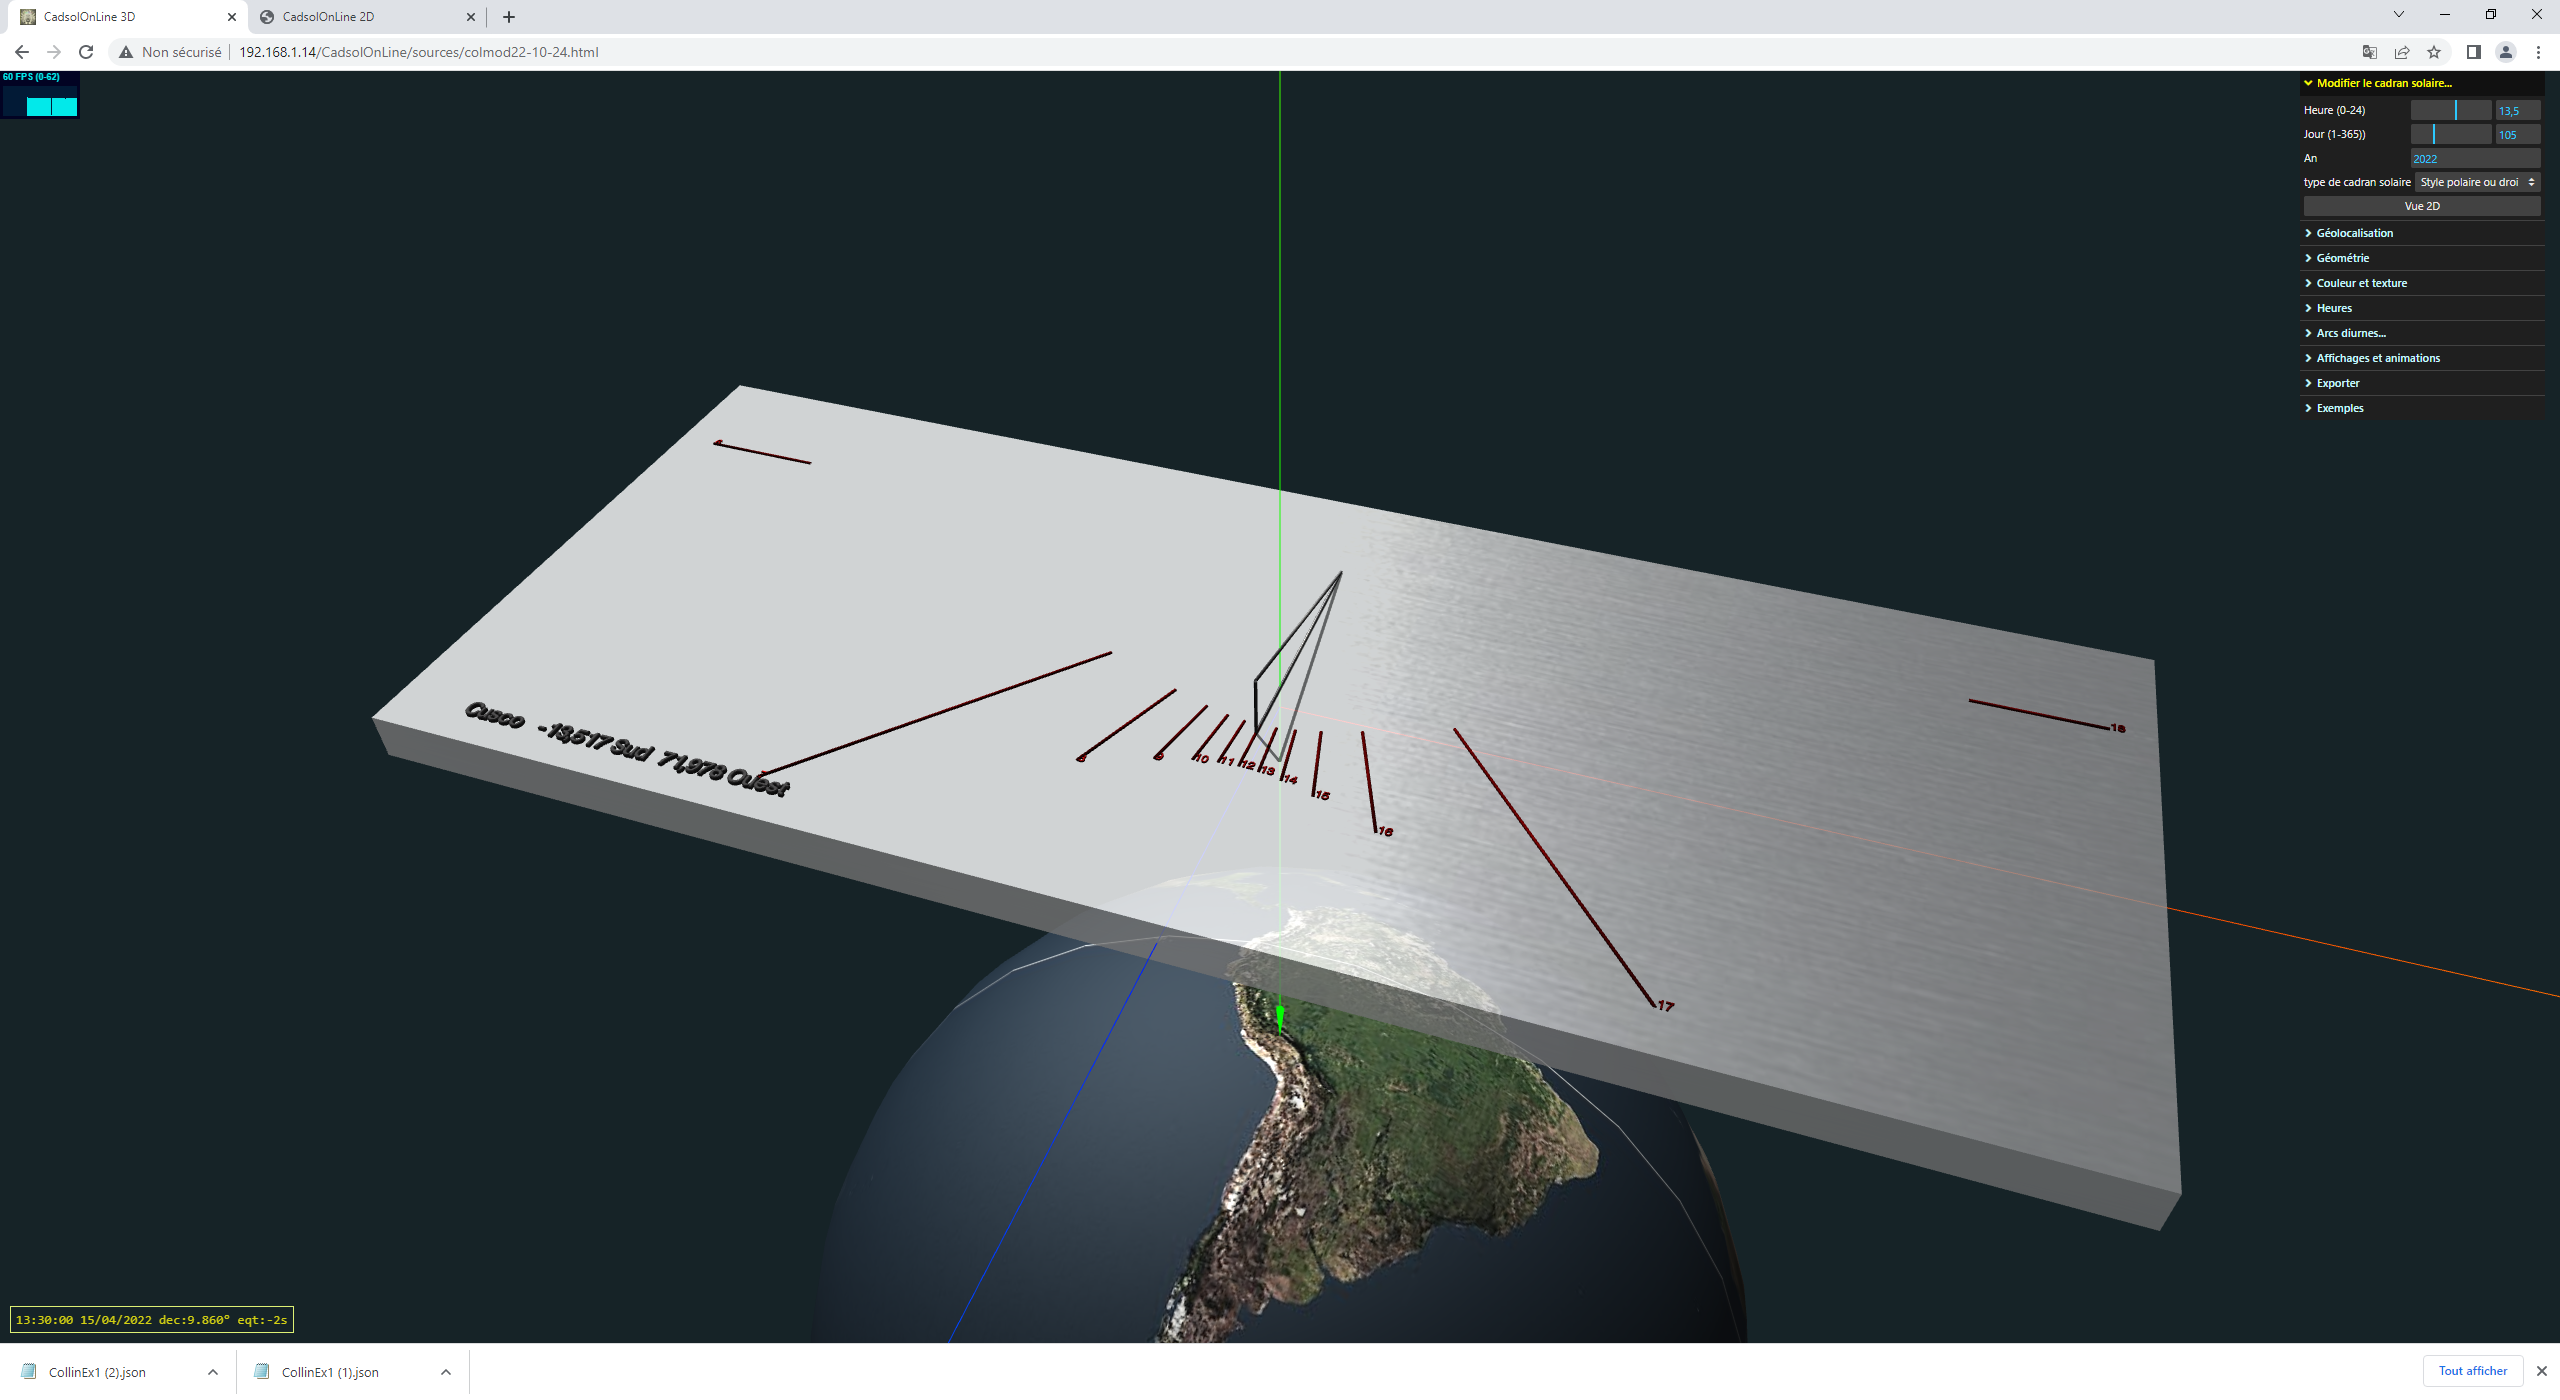 CadsolOnLine 3D
CadsolOnLine 2D
Non sécurisé
192.168.1.14/CadsolOnLine/sources/colmod22-10-24.html
60 FPS (0-62)
Modifier le cadran solaire...
Heure (0-24)
13,5
Jour (1-365))
105
An
2022
type de cadran solaire
Style polaire ou droi
Vue 2D
Géolocalisation
Géométrie
Couleur et texture
Heures
Arcs diurnes...
Affichages et animations
Exporter
Exemples
Cusco -13,517 Sud 71,978 Ouest
8
9
10
11
12
13
14
15
16
17
18
13:30:00 15/04/2022 dec:9.860° eqt:-2s
CollinEx1 (2).json
CollinEx1 (1).json
Tout afficher